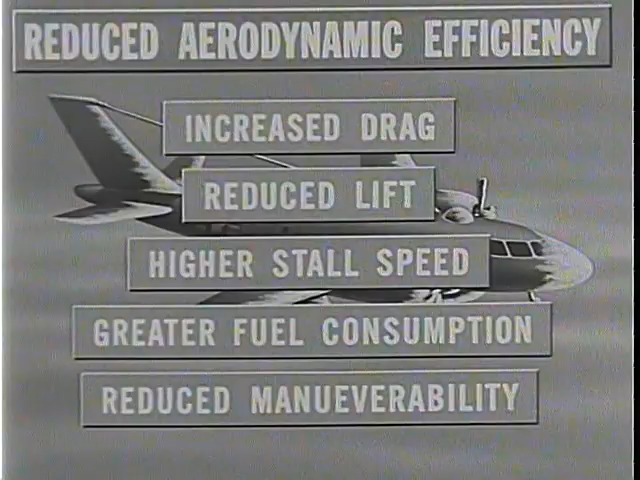 REDUCED AERODYNAMIC EFFICIENCY
INCREASED DRAG
REDUCED LIFT
HIGHER STALL SPEED
GREATER FUEL CONSUMPTION
REDUCED MANUEVERABILITY